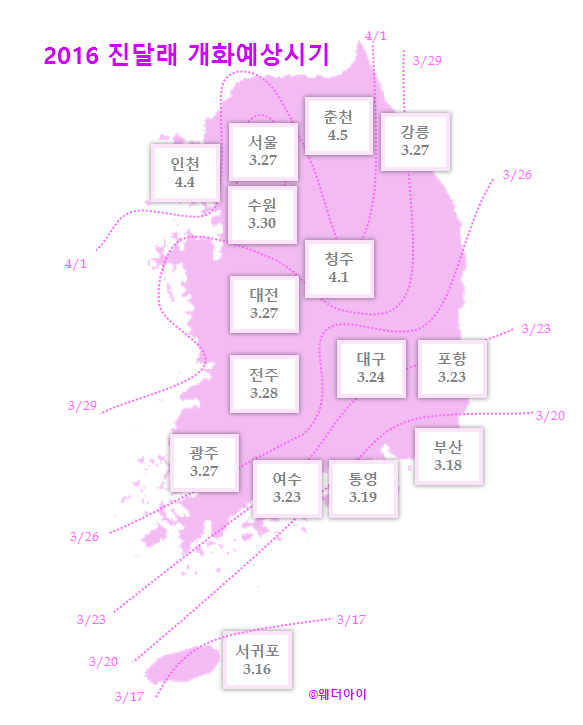 4/1
2016 진달래 개화예상시기
3/29
춘천
4.5
강릉
3.27
서울
3.27
인천
4.4
3/26
수원
3.30
청주
4.1
4/1
대전
3.27
3/23
대구
3.24
포항
3.23
전주
3.28
3/29
3/20
부산
3.18
광주
3.27
여수
3.23
통영
3.19
3/26
3/23
3/17
서귀포
3.16
3/20
3/17
©웨더아이